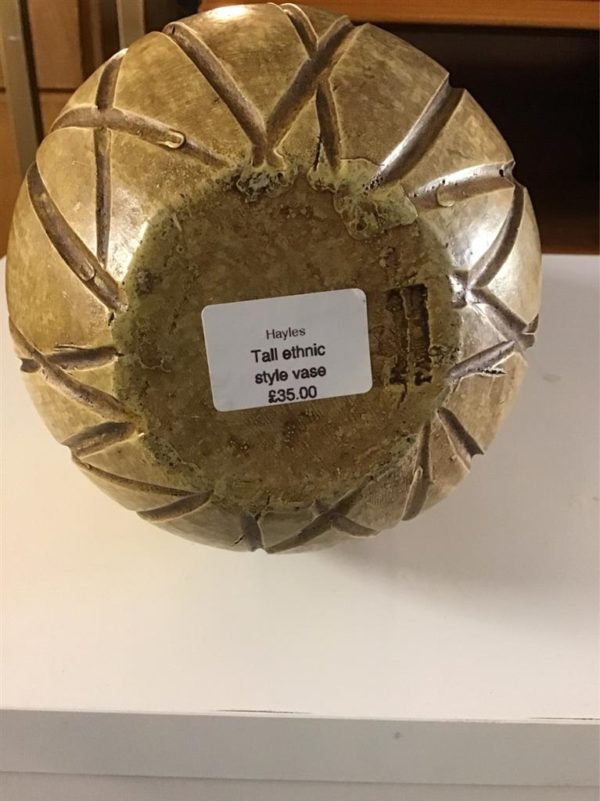 Hayles
Tall ethnic
style vase
£35.00